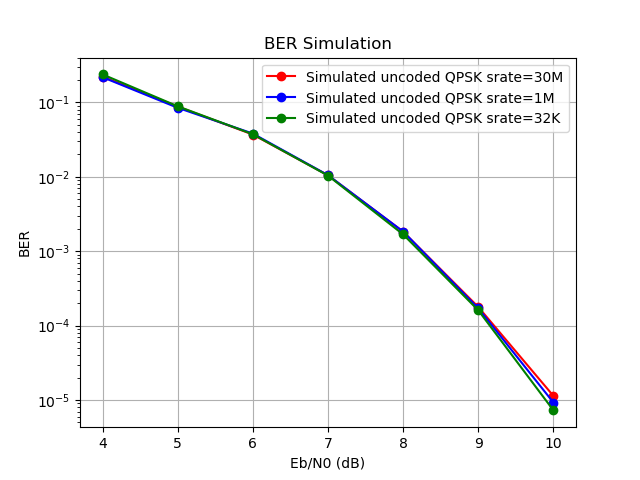 BER Simulation
Simulated uncoded QPSK srate=30M
Simulated uncoded QPSK srate=1M
Simulated uncoded QPSK srate=32K
BER
10⁻¹
10⁻²
10⁻³
10⁻⁴
10⁻⁵
4 5 6 7 8 9 10
Eb/N0 (dB)